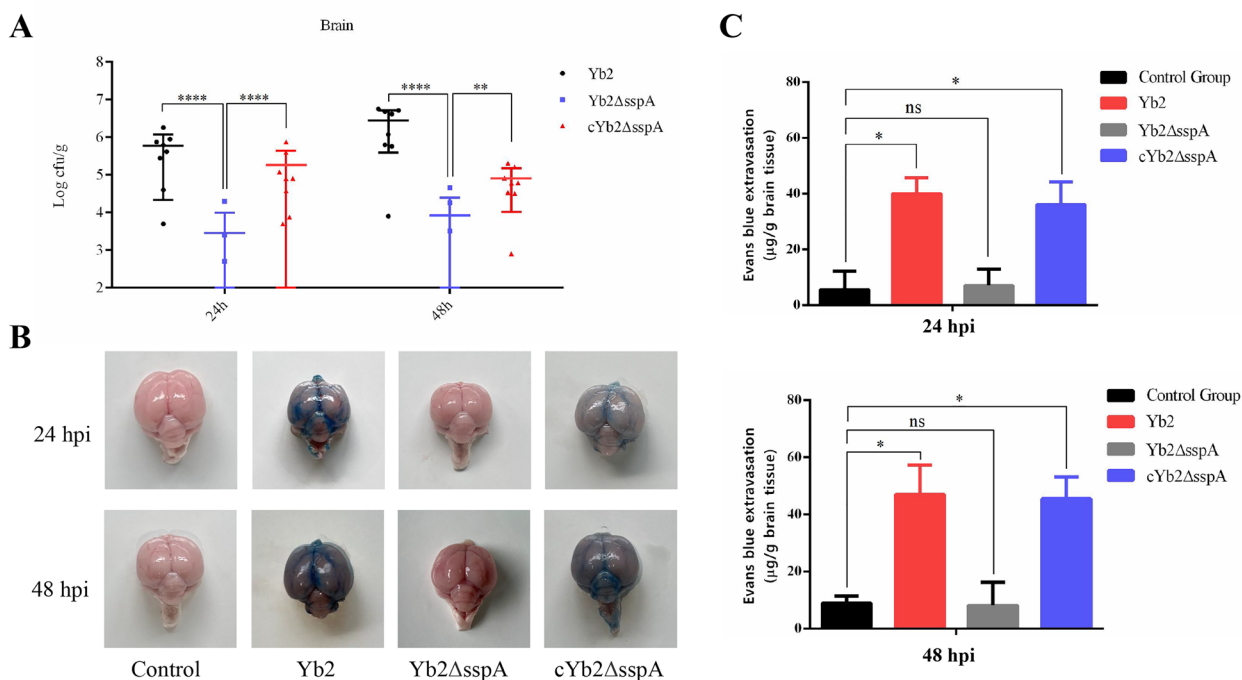 A
Brain
Log cfu/g
8
7
6
5
4
3
2
****
****
****
**
24h
48h
Yb2
Yb2ΔsspA
cYb2ΔsspA
B
24 hpi
48 hpi
Control
Yb2
Yb2ΔsspA
cYb2ΔsspA
C
Evans blue extravasation
(μg/g brain tissue)
80
60
40
20
0
*
ns
*
24 hpi
Control Group
Yb2
Yb2ΔsspA
cYb2ΔsspA
Evans blue extravasation
(μg/g brain tissue)
80
60
40
20
0
*
ns
*
48 hpi
Control Group
Yb2
Yb2ΔsspA
cYb2ΔsspA